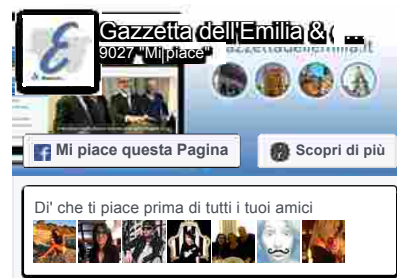 Gazzetta dell'Emilia & ...
9027 "Mi piace"
azzettadellemilia.it
Mi piace questa Pagina
Scopri di più
Di' che ti piace prima di tutti i tuoi amici